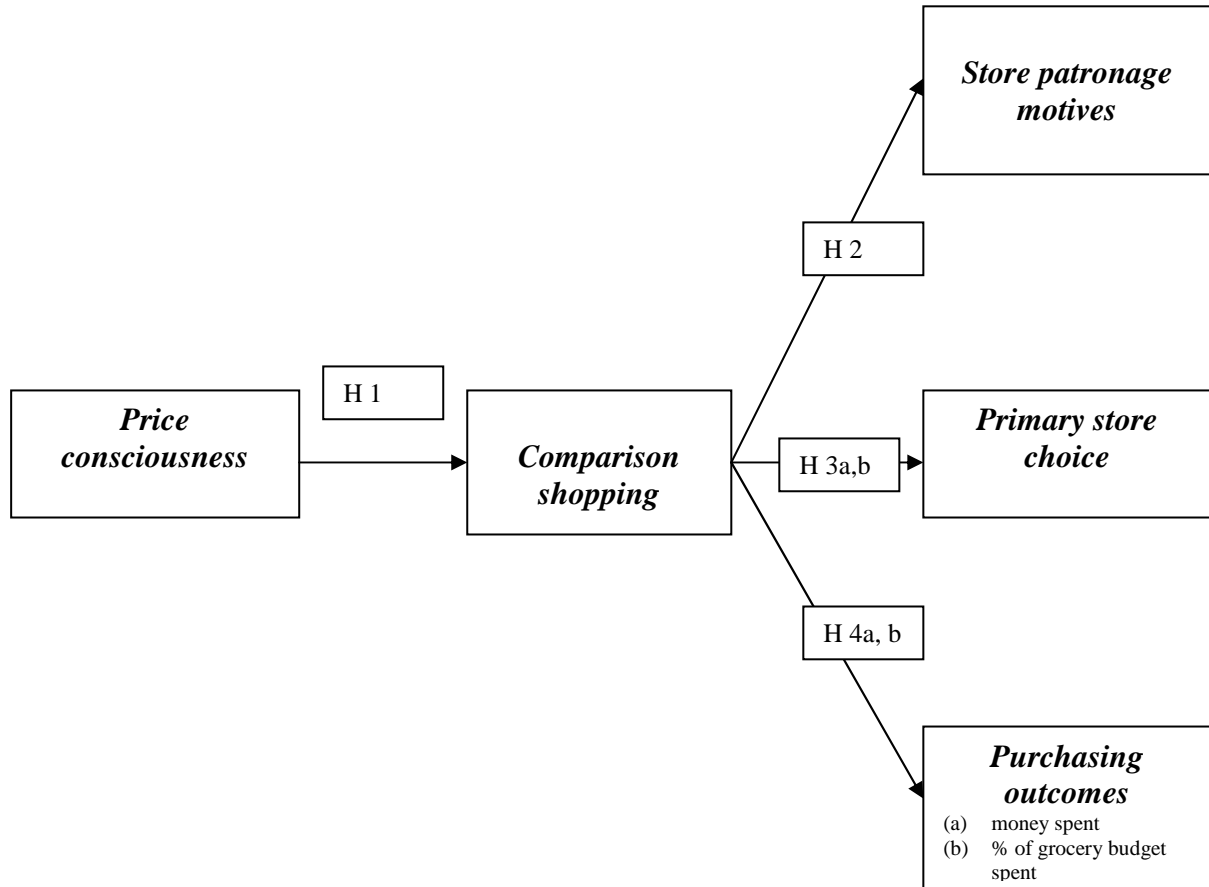 Store patronage
motives
H 2
H 1
Price
consciousness
Comparison
shopping
H 3a,b
Primary store
choice
H 4a, b
Purchasing
outcomes
(a) money spent
(b) % of grocery budget
spent